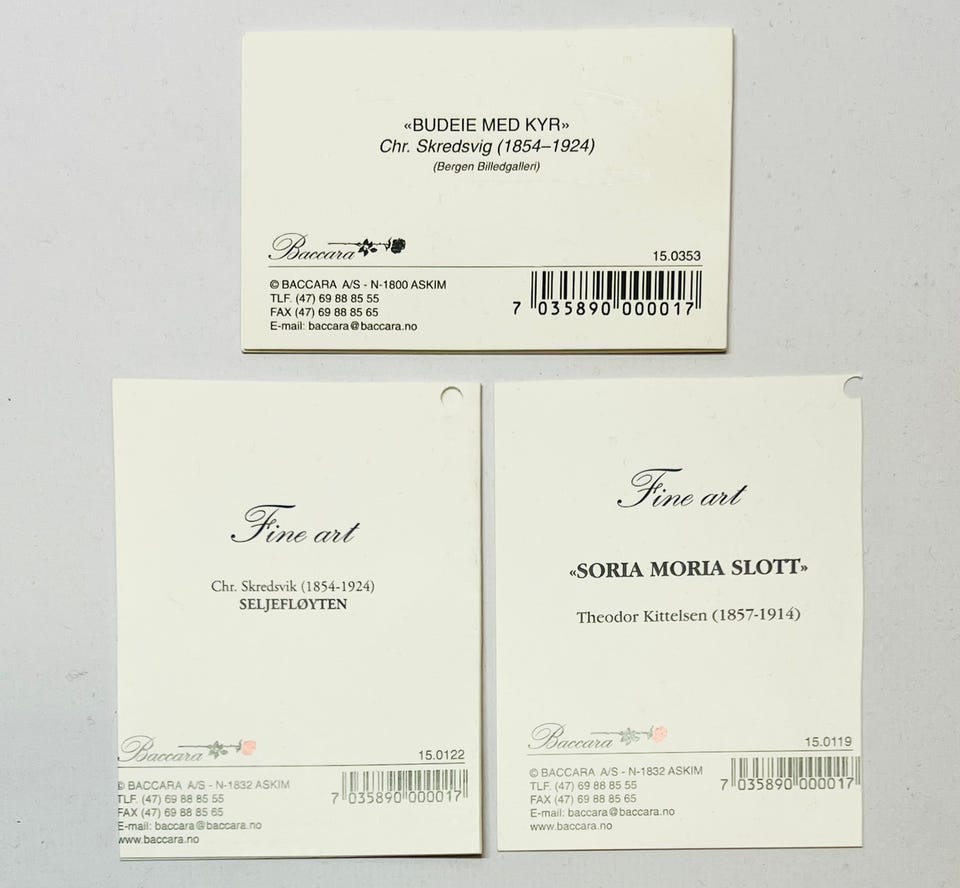 «BUDEIE MED KYR»
Chr. Skredsvig (1854–1924)
(Bergen Billedgalleri)
Baccara
15.0353
© BACCARA A/S - N-1800 ASKIM
TLF. (47) 69 88 85 55
FAX (47) 69 88 85 65
E-mail: baccara@baccara.no
7 035890 000017
Fine art
Chr. Skredsvik (1854-1924)
SELJEFLØYTEN
Baccara
15.0122
© BACCARA A/S - N-1832 ASKIM
TLF. (47) 69 88 85 55
FAX (47) 69 88 85 65
E-mail: baccara@baccara.no
www.baccara.no
7 035890 000017
Fine art
«SORIA MORIA SLOTT»
Theodor Kittelsen (1857-1914)
Baccara
15.0119
© BACCARA A/S - N-1832 ASKIM
TLF. (47) 69 88 85 55
FAX (47) 69 88 85 65
E-mail: baccara@baccara.no
www.baccara.no
7 035890 000017